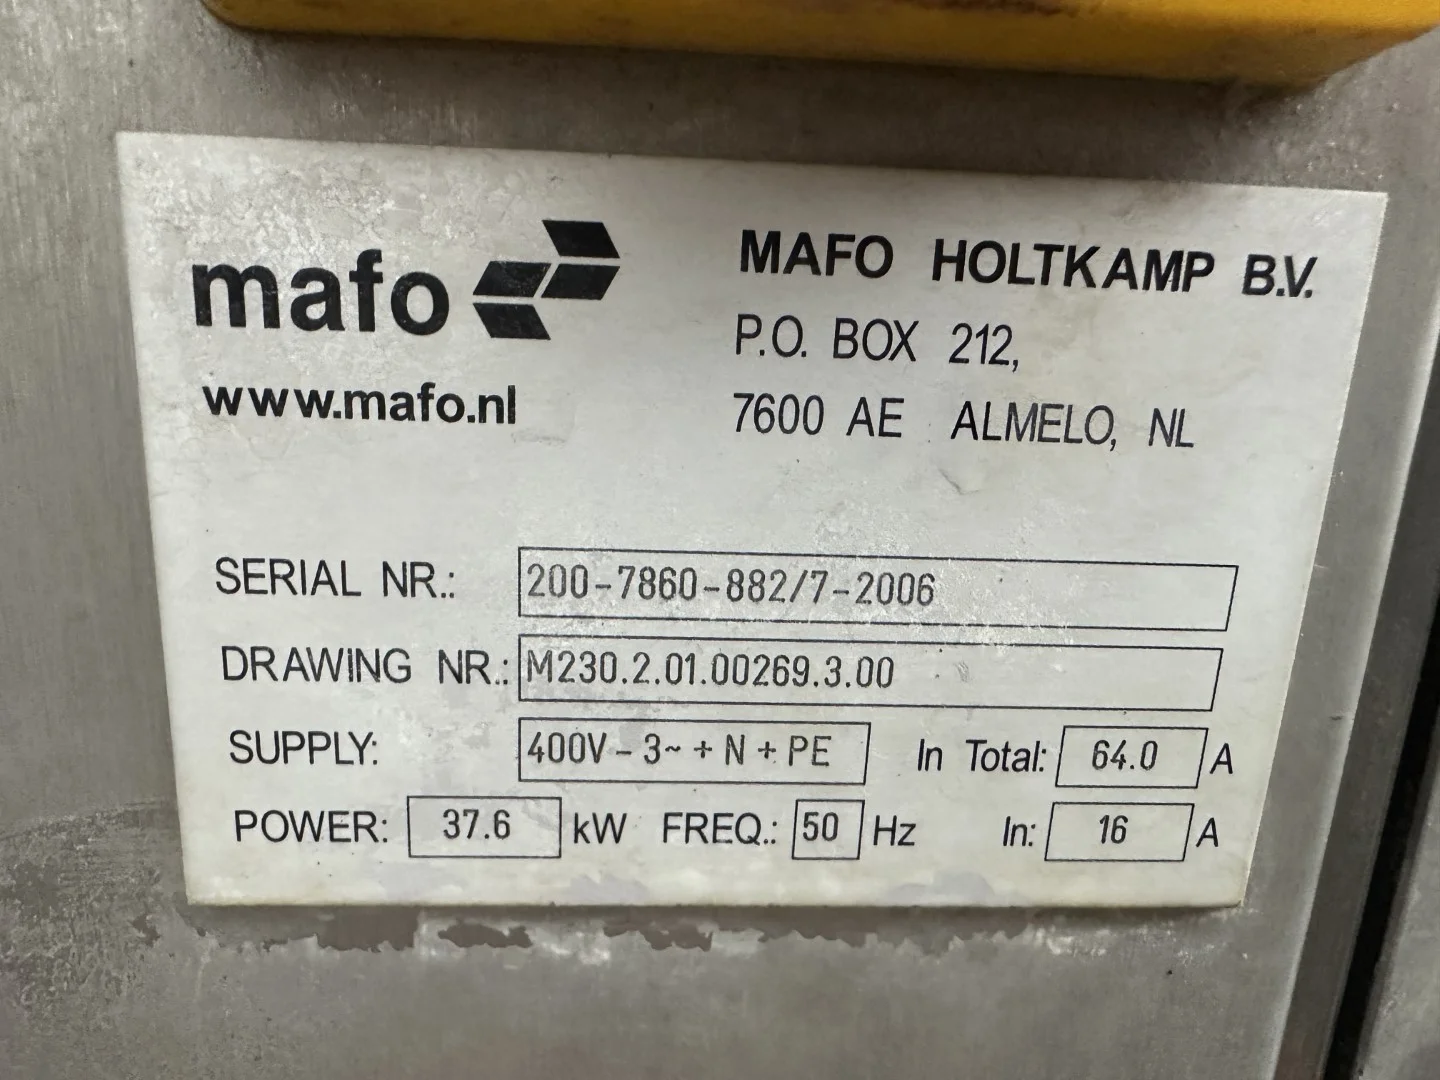 mafo
www.mafo.nl
MAFO HOLTKAMP B.V.
P.O. BOX 212,
7600 AE ALMELO, NL
SERIAL NR.: 200-7860-882/7-2006
DRAWING NR.: M230.2.01.00269.3.00
SUPPLY: 400V - 3~ + N + PE In Total: 64.0 A
POWER: 37.6 kW FREQ.: 50 Hz In: 16 A